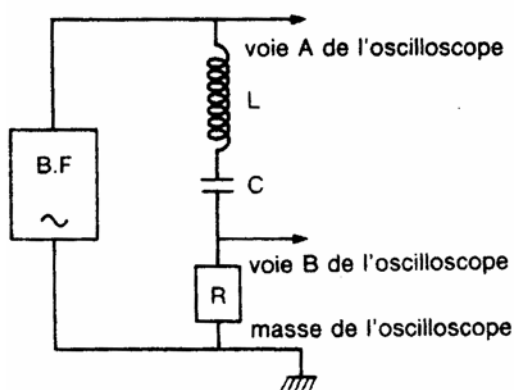 voie A de l'oscilloscope
L
B.F
C
voie B de l'oscilloscope
R
masse de l'oscilloscope